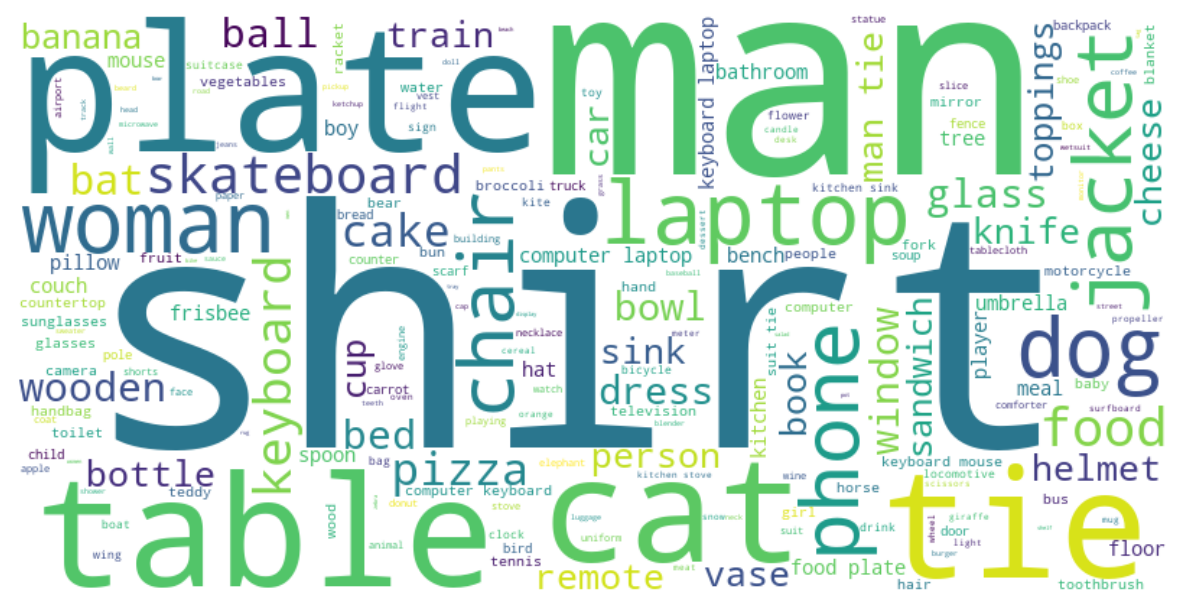 plate
man
shirt
table
cat
tie
banana
mouse
ball
train
suitcase
vegetables
racket
water
vest
flight
sign
boy
airport
track
head
microwave
beard
road
bar
wall
jeans
pickup
ketchup
doll
beach
toy
car
keyboard laptop
bathroom
flower
candle
desk
statue
man tie
slice
mirror
fence
tree
toppings
backpack
shoe
coffee
blanket
box
wetsuit
jacket
cheese
bat
skateboard
paper
bear
bread
cake
counter
broccoli
truck
kite
building
bun
scarf
chair
pants
grass
laptop
kitchen sink
glass
knife
dessert
computer laptop
bench
people
fork
soup
tablecloth
motorcycle
woman
pillow
fruit
sauce
couch
countertop
sunglasses
glasses
sweater
frisbee
keyboard
pole
camera
shorts
wooden
face
handbag
coat
toilet
cup
engine
glove
carrot
oven
teeth
tray
cap
display
necklace
cereal
hat
watch
orange
playing
baseball
hand
bowl
meter
sink
bicycle
dress
television
blender
computer
suit tie
book
kitchen
phone
window
sandwich
player
umbrella
street
propeller
dog
meal
baby
comforter
surfboard
food
bed
spoon
bag
pizza
computer keyboard
stove
donut
elephant
person
kitchen stove
child
apple
bottle
teddy
shower
boat
wing
wood
animal
clock
bird
tennis
luggage
uniform
snow
neck
meat
remote
girl
suit
wine
vase
horse
drink
food plate
hair
keyboard mouse
locomotive
scissors
giraffe
wheel
door
light
burger
helmet
bus
mug
shelf
floor
toothbrush